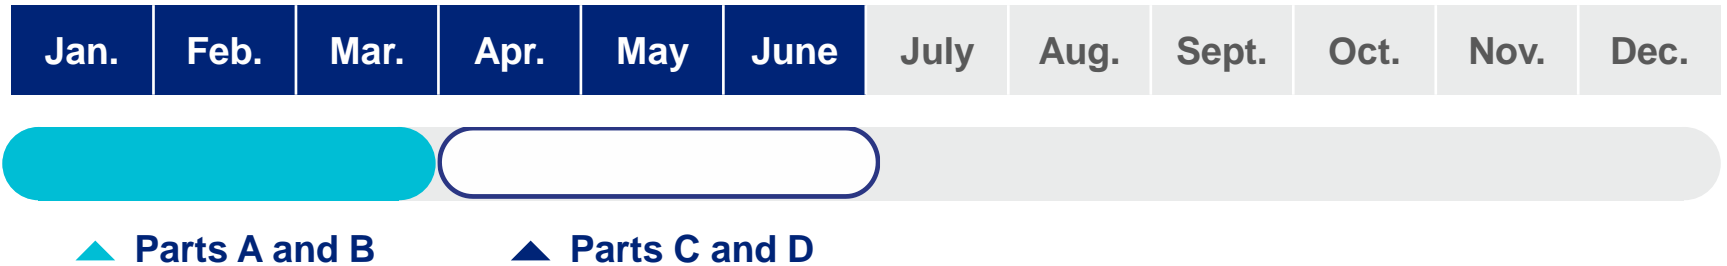 Jan. Feb. Mar. Apr. May June July Aug. Sept. Oct. Nov. Dec.
Parts A and B Parts C and D